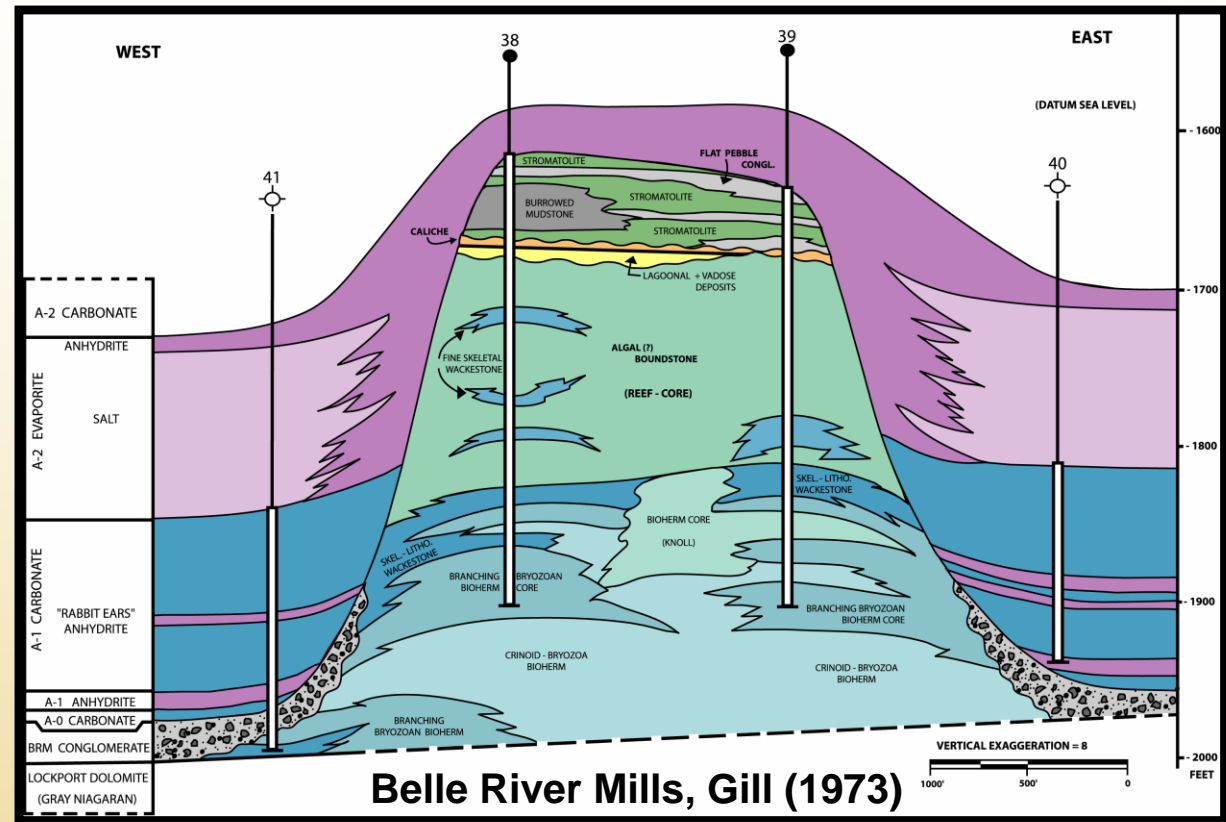 WEST
38
39
EAST
(DATUM SEA LEVEL)
- 1600
FLAT PEBBLE
CONGL.
STROMATOLITE
41
40
BURROWED
MUDSTONE
STROMATOLITE
CALICHE
STROMATOLITE
LAGOONAL + VADOSE
DEPOSITS
- 1700
A-2 CARBONATE
ANHYDRITE
FINE SKELETAL
WACKESTONE
ALGAL (?)
BOUNDSTONE
(REEF - CORE)
A-2 EVAPORITE
SALT
- 1800
SKEL. - LITHO.
WACKESTONE
BIOHERM CORE
(KNOLL)
SKEL. - LITHO.
WACKESTONE
A-1 CARBONATE
"RABBIT EARS"
ANHYDRITE
BRANCHING BRYOZOAN
BIOHERM CORE
- 1900
BRANCHING BRYOZOAN
BIOHERM CORE
CRINOID - BRYOZOA
BIOHERM
CRINOID - BRYOZOA
BIOHERM
A-1 ANHYDRITE
A-0 CARBONATE
BRANCHING
BRYOZOAN BIOHERM
BRM CONGLOMERATE
VERTICAL EXAGGERATION = 8
- 2000
FEET
LOCKPORT DOLOMITE
(GRAY NIAGARAN)
1000' 500' 0
Belle River Mills, Gill (1973)